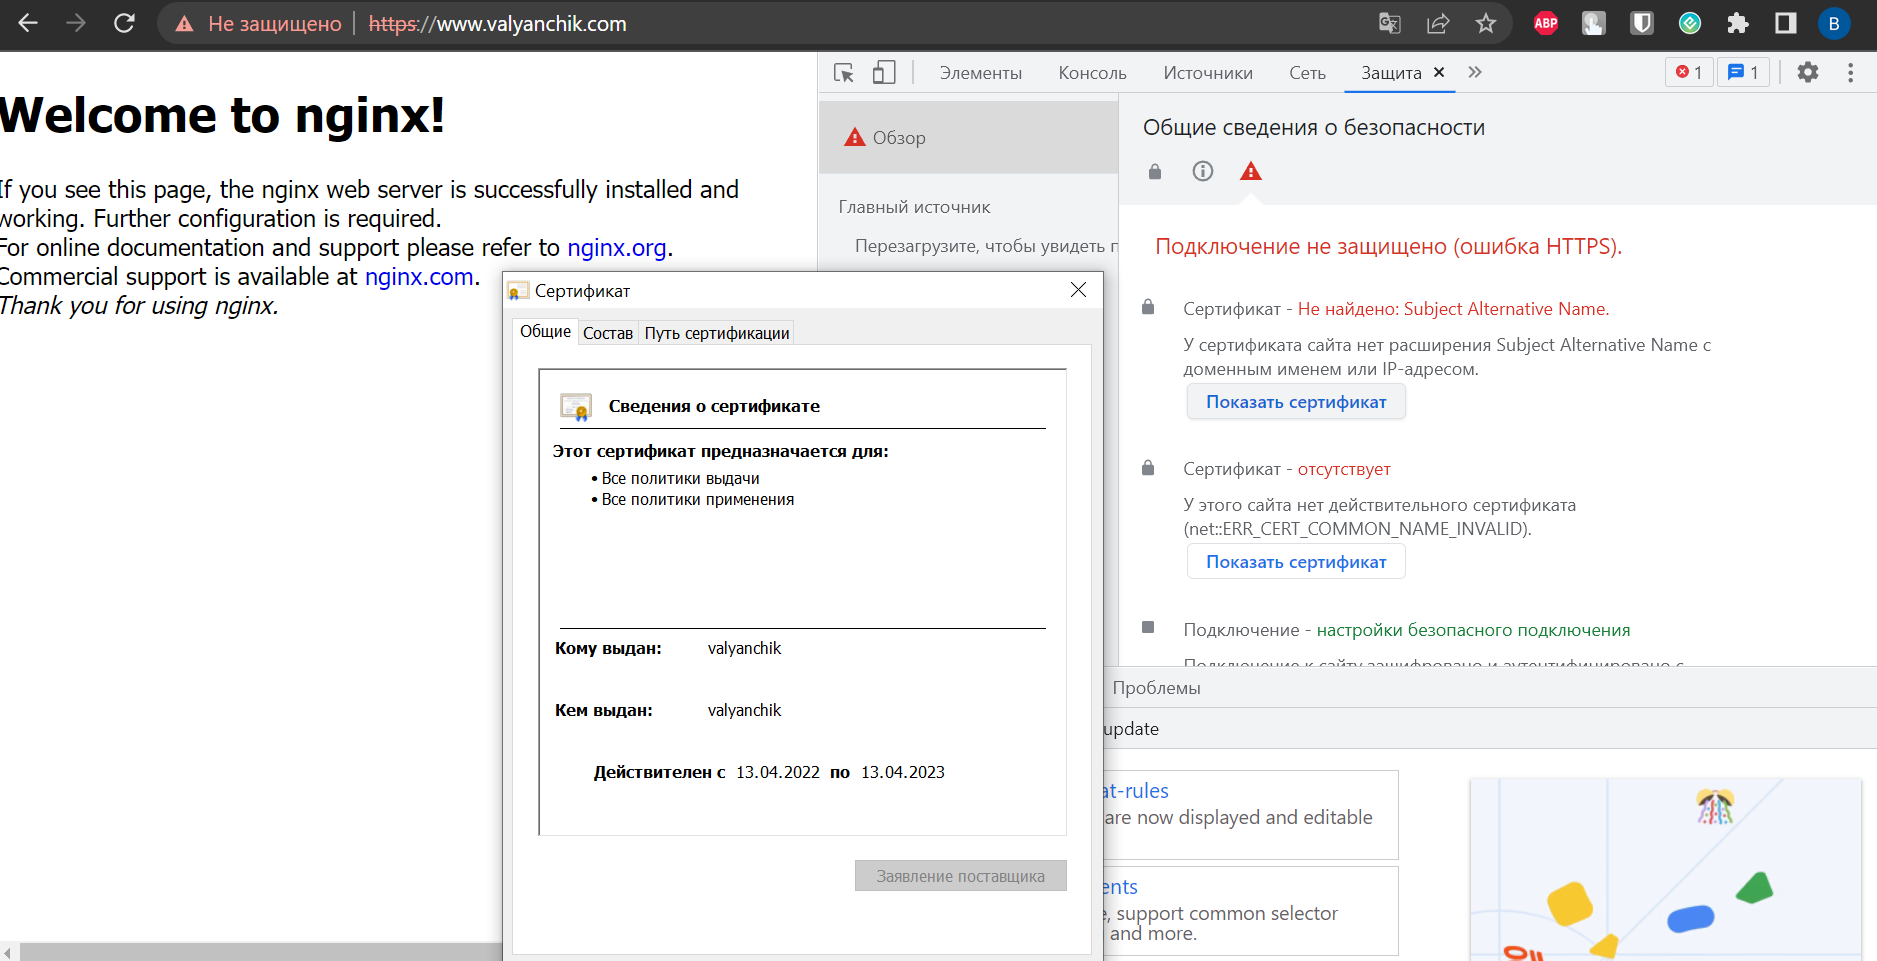 Не защищено
https://www.valyanchik.com
ABP
B
Welcome to nginx!
If you see this page, the nginx web server is successfully installed and
working. Further configuration is required.
For online documentation and support please refer to nginx.org.
Commercial support is available at nginx.com.
Thank you for using nginx.
Элементы Консоль Источники Сеть Защита
1 1
Обзор
Главный источник
Перезагрузите, чтобы увидеть
Общие сведения о безопасности
Подключение не защищено (ошибка HTTPS).
Сертификат - Не найдено: Subject Alternative Name.
У сертификата сайта нет расширения Subject Alternative Name с
доменным именем или IP-адресом.
Показать сертификат
Сертификат - отсутствует
У этого сайта нет действительного сертификата
(net::ERR_CERT_COMMON_NAME_INVALID).
Показать сертификат
Подключение - настройки безопасного подключения
Подключение к сайту зашифровано и аутентифицировано с
Сертификат
Общие Состав Путь сертификации
Сведения о сертификате
Этот сертификат предназначается для:
• Все политики выдачи
• Все политики применения
Кому выдан: valyanchik
Кем выдан: valyanchik
Действителен с 13.04.2022 по 13.04.2023
Заявление поставщика
Проблемы
update
at-rules
are now displayed and editable
ents
, support common selector
and more.